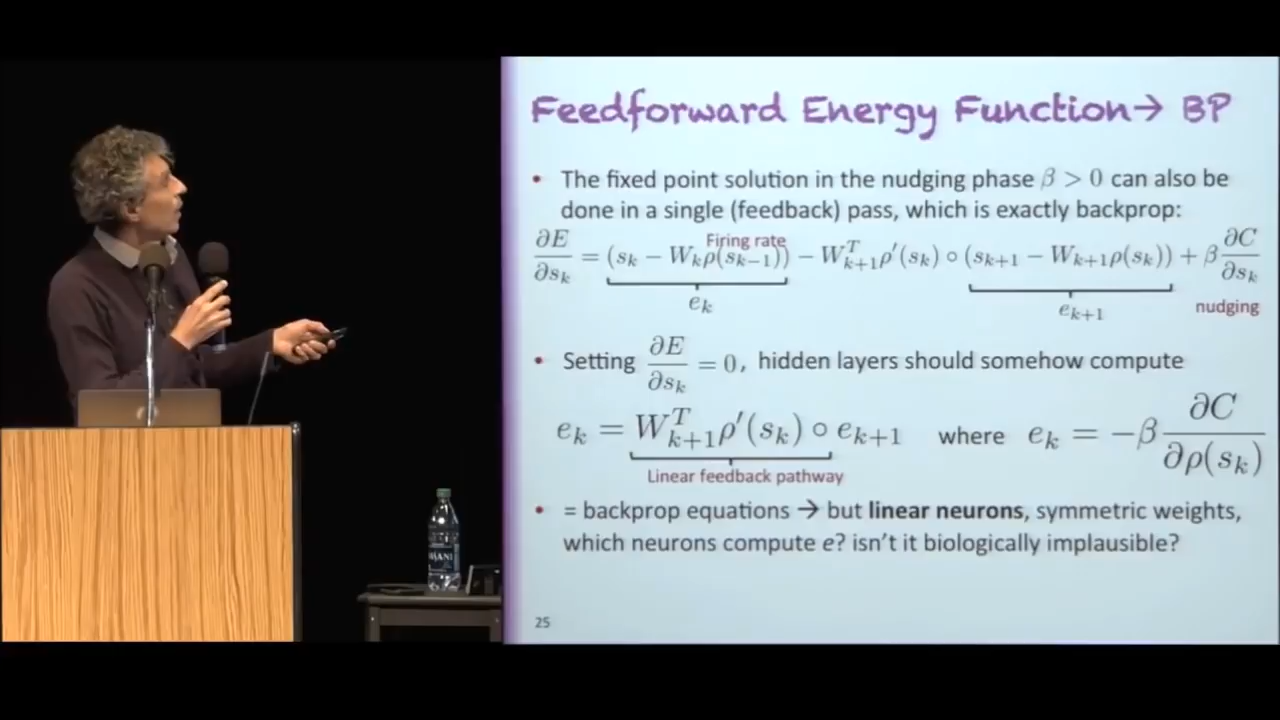 Feedforward Energy Function→ BP
• The fixed point solution in the nudging phase β > 0 can also be
done in a single (feedback) pass, which is exactly backprop:
Firing rate
∂E/∂s_k = (s_k − W_kρ(s_{k−1})) − W^T_{k+1}ρ′(s_k) ∘ (s_{k+1} − W_{k+1}ρ(s_k)) + β ∂C/∂s_k
e_k e_{k+1} nudging
• Setting ∂E/∂s_k = 0, hidden layers should somehow compute
e_k = W^T_{k+1}ρ′(s_k) ∘ e_{k+1} where e_k = −β ∂C/∂ρ(s_k)
Linear feedback pathway
• = backprop equations → but linear neurons, symmetric weights,
which neurons compute e? isn't it biologically implausible?
25